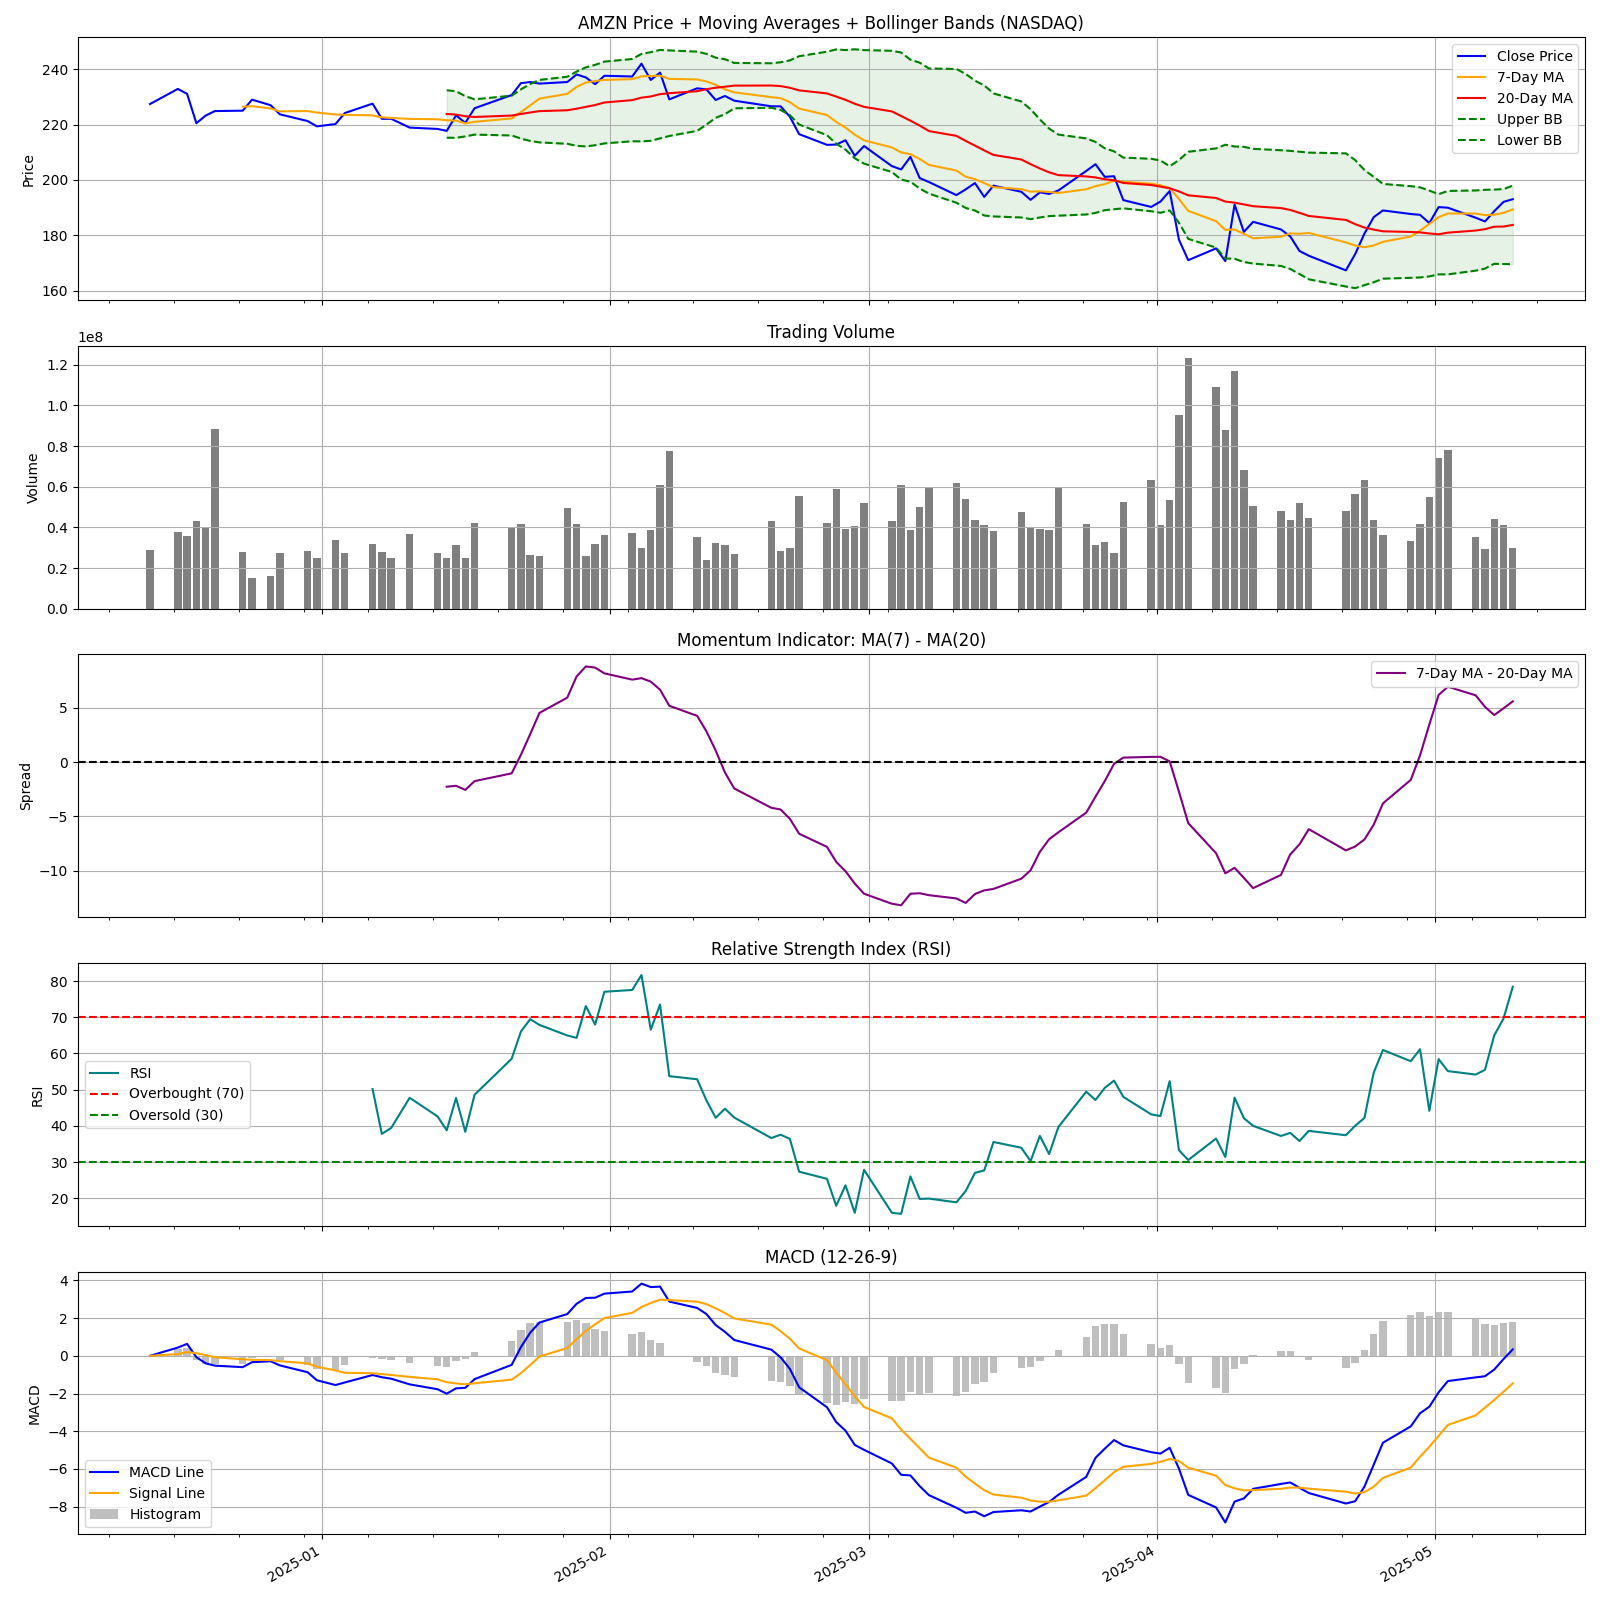 AMZN Price + Moving Averages + Bollinger Bands (NASDAQ)
Price
240
220
200
180
160
Close Price
7-Day MA
20-Day MA
Upper BB
Lower BB
Trading Volume
1e8
Volume
1.2
1.0
0.8
0.6
0.4
0.2
0.0
Momentum Indicator: MA(7) - MA(20)
Spread
5
0
−5
−10
7-Day MA - 20-Day MA
Relative Strength Index (RSI)
RSI
80
70
60
50
40
30
20
RSI
Overbought (70)
Oversold (30)
MACD (12-26-9)
MACD
4
2
0
−2
−4
−6
−8
MACD Line
Signal Line
Histogram
2025-01
2025-02
2025-03
2025-04
2025-05